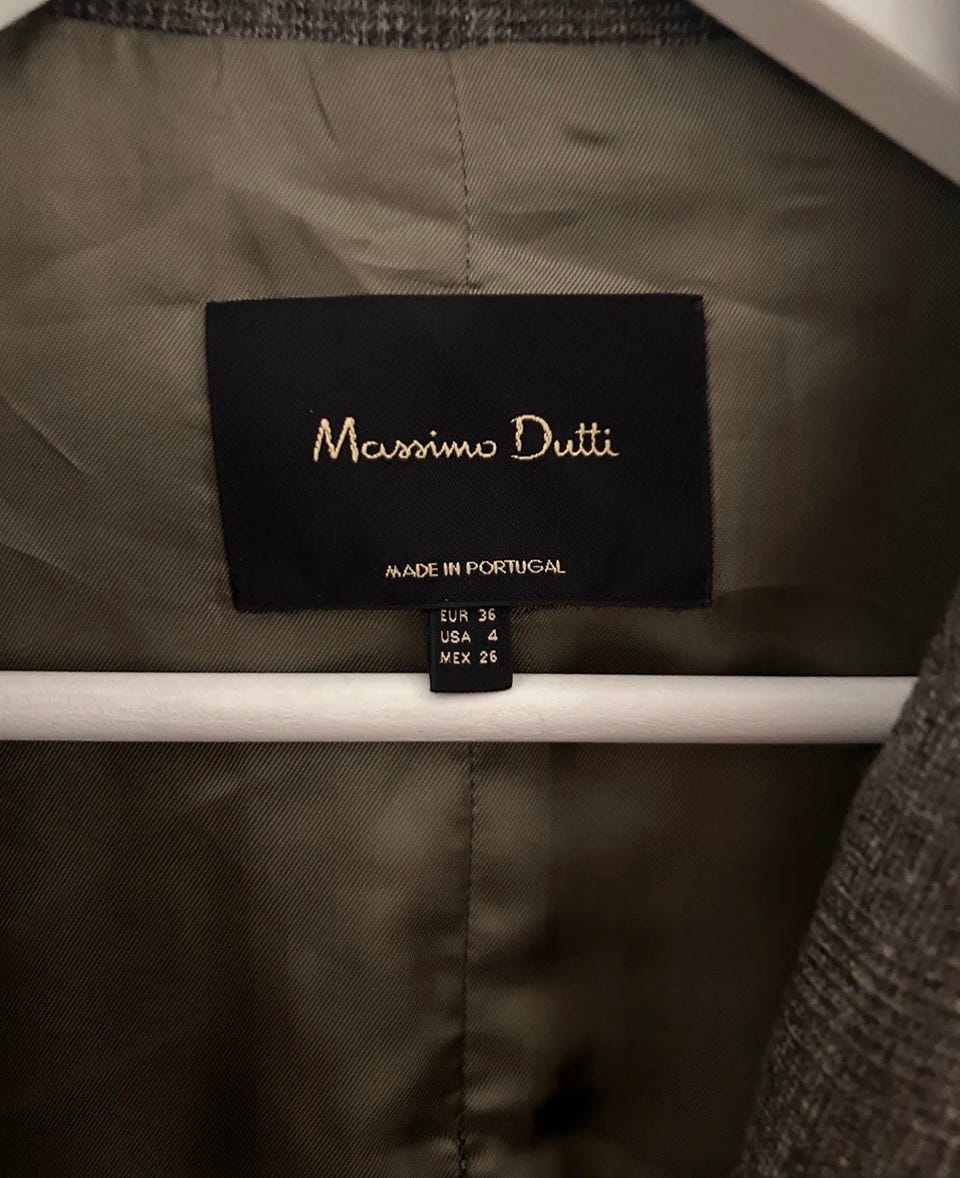 Massimo Dutti
MADE IN PORTUGAL
EUR 36
USA 4
MEX 26